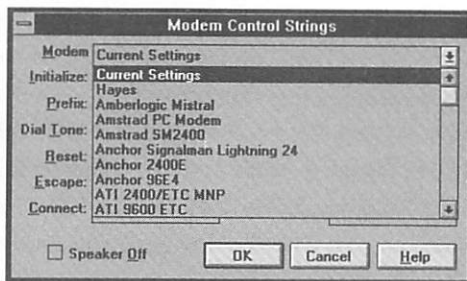 Modem Control Strings
Modem Current Settings
Initialize: Current Settings
Hayes
Prefix: Amberlogic Mistral
Amstrad PC Modem
Dial Tone: Amstrad SM2400
Anchor Signalman Lightning 24
Reset: Anchor 2400E
Escape: Anchor 96E4
ATI 2400/ETC MNP
Connect: ATI 9600 ETC
Speaker Off OK Cancel Help